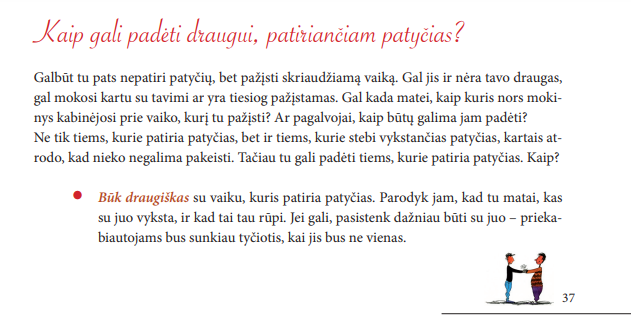 Kaip gali padėti draugui, patiriančiam patyčias?
Galbūt tu pats nepatiri patyčių, bet pažįsti skriaudžiamą vaiką. Gal jis ir nėra tavo draugas,
gal mokosi kartu su tavimi ar yra tiesiog pažįstamas. Gal kada matei, kaip kuris nors moki-
nys kabinėjosi prie vaiko, kurį tu pažįsti? Ar pagalvojai, kaip būtų galima jam padėti?
Ne tik tiems, kurie patiria patyčias, bet ir tiems, kurie stebi vykstančias patyčias, kartais at-
rodo, kad nieko negalima pakeisti. Tačiau tu gali padėti tiems, kurie patiria patyčias. Kaip?
Būk draugiškas su vaiku, kuris patiria patyčias. Parodyk jam, kad tu matai, kas
su juo vyksta, ir kad tai tau rūpi. Jei gali, pasistenk dažniau būti su juo – prieka-
biautojams bus sunkiau tyčiotis, kai jis bus ne vienas.
37